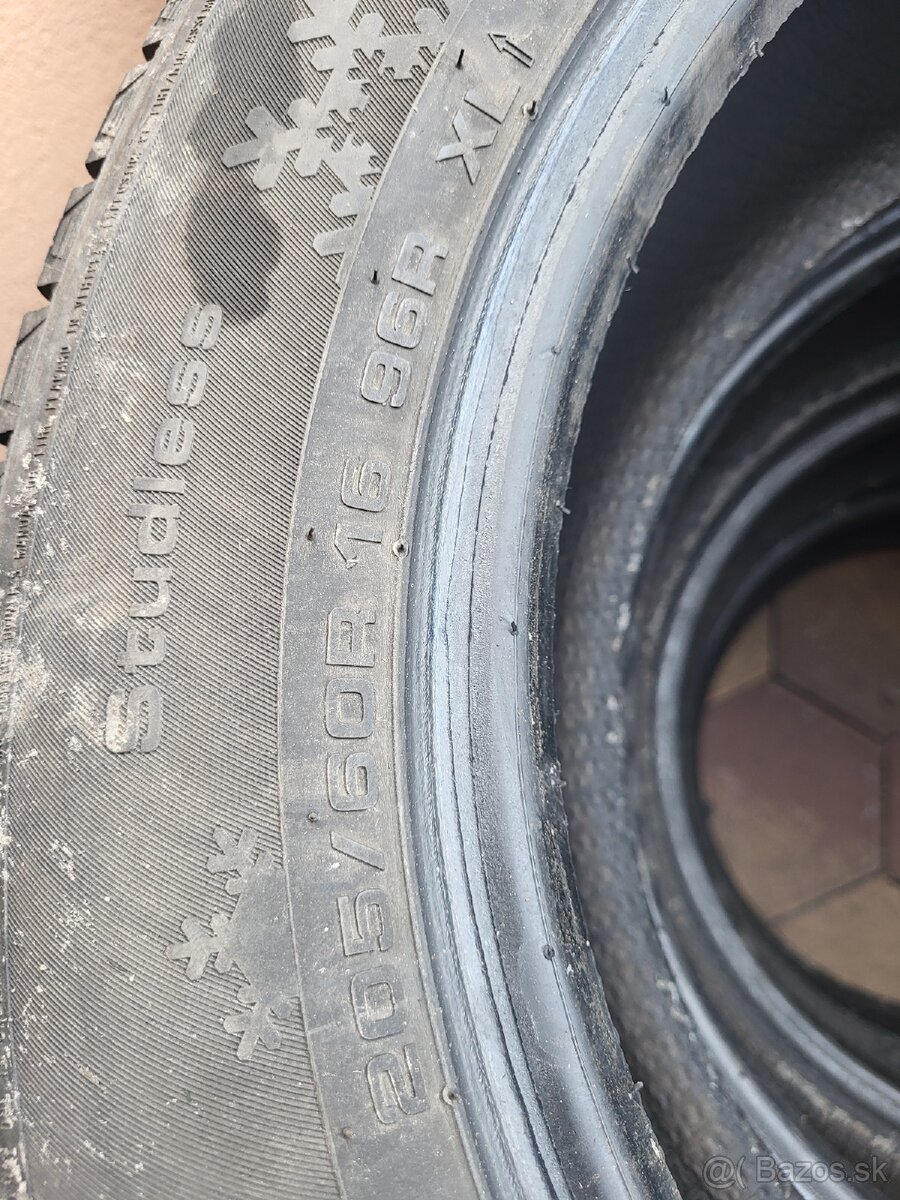 Studless
205/60R 16 96R XL
@( Bazos.sk